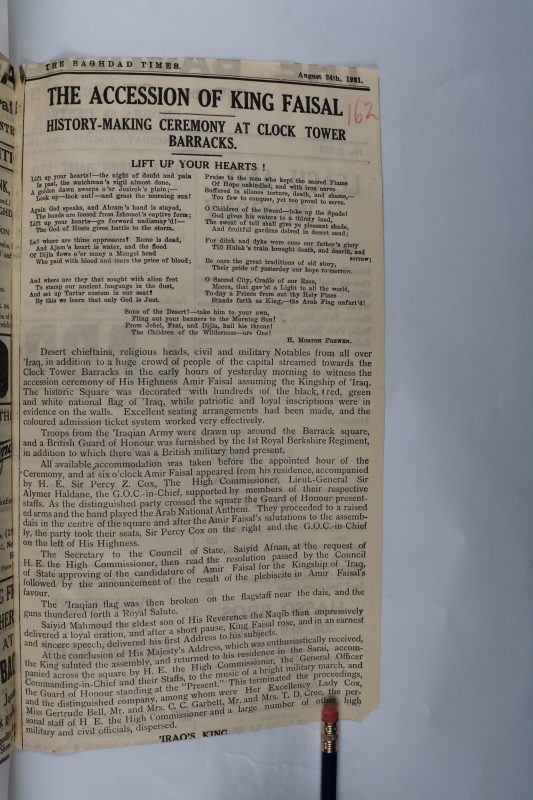 THE BAGHDAD TIMES
August 24th, 1921.
162
THE ACCESSION OF KING FAISAL
HISTORY-MAKING CEREMONY AT CLOCK TOWER
BARRACKS.
LIFT UP YOUR HEARTS !
Lift up your hearts!—the night of doubt and pain
Is past, the watchman's vigil almost done,
A golden dawn sweeps o'er Jezirah's plain;—
Look up—look out!—and greet the morning sun!
Again God speaks, and Abram's hand is stayed,
The bonds are loosed from Ishmael's captive form;
Lift up your hearts—go forward undismay'd!—
The God of Hosts gives battle to the storm.
Lo! where are thine oppressors? Rome is dead,
And Ajam's heart is water, and the flood
Of Dijla flows o'er many a Mongol head
Who paid with blood and tears the price of blood;
And where are they that sought with alien feet
To stamp our ancient language in the dust,
And set up Tartar custom in our seat?
By this we learn that only God is Just.
Praise to the men who kept the sacred Flame
Of Hope enkindled, and with iron nerve
Suffered in silence torture, death, and shame,—
Too few to conquer, yet too proud to serve.
O Children of the Sword—take up the Spade!
God gives his waters to a thirsty land,
The sweat of toil shall give ye pleasant shade,
And fruitful gardens delved in desert sand;
For ditch and dyke were once our father's glory
Till Hulak's train brought death, and dearth, and
sorrow;
Be ours the great traditions of old story,
Their pride of yesterday our hope to-morrow.
O Sacred City, Cradle of our Race,
Mecca, that gav'st a Light to all the world,
To-day a Prince from out thy Holy Place
Stands forth as King,—the Arab Flag unfurl'd!
Sons of the Desert!—take him to your own,
Fling out your banners to the Morning Sun!
From Jebel, Frat, and Dijla, hail his throne!
The Children of the Wilderness—are One!
H. Morton Frewen.
Desert chieftains, religious heads, civil and military Notables from all over
'Iraq, in addition to a huge crowd of people of the capital streamed towards the
Clock Tower Barracks in the early hours of yesterday morning to witness the
accession ceremony of His Highness Amir Faisal assuming the Kingship of 'Iraq.
The historic Square was decorated with hundreds of the black, red, green
and white national flag of 'Iraq, while patriotic and loyal inscriptions were in
evidence on the walls. Excellent seating arrangements had been made, and the
coloured admission ticket system worked very effectively.
Troops from the 'Iraqian Army were drawn up around the Barrack square,
and a British Guard of Honour was furnished by the 1st Royal Berkshire Regiment,
in addition to which there was a British military band present.
All available accommodation was taken before the appointed hour of the
Ceremony, and at six o'clock Amir Faisal appeared from his residence, accompanied
by H. E. Sir Percy Z. Cox, The High Commissioner, Lieut.-General Sir
Alymer Haldane, the G.O.C.-in-Chief, supported by members of their respective
staffs. As the distinguished party crossed the square the Guard of Honour present-
ed arms and the band played the Arab National Anthem. They proceeded to a raised
dais in the centre of the square and after the Amir Faisal's salutations to the assemb-
ly, the party took their seats, Sir Percy Cox on the right and the G.O.C.-in-Chief
on the left of His Highness.
The Secretary to the Council of State, Saiyid Afnan, at the request of
H. E. the High Commissioner, then read the resolution passed by the Council
of State approving of the candidature of Amir Faisal for the Kingship of 'Iraq,
followed by the announcement of the result of the plebiscite in Amir Faisal's
favour.
The 'Iraqian flag was then broken on the flagstaff near the dais, and the
guns thundered forth a Royal Salute.
Saiyid Mahmoud the eldest son of His Reverence the Naqib then impressively
delivered a loyal oration, and after a short pause, King Faisal rose, and in an earnest
and sincere speech, delivered his first Address to his subjects.
At the conclusion of His Majesty's Address, which was enthusiastically received,
the King saluted the assembly, and returned to his residence in the Sarai, accom-
panied across the square by H. E. the High Commissioner, the General Officer
Commanding-in-Chief and their Staffs, to the music of a bright military march, and
the Guard of Honour standing at the "Present." This terminated the proceedings,
and the distinguished company, among whom were Her Excellency Lady Cox,
Miss Gertrude Bell, Mr. and Mrs. C. C. Garbett, Mr. and Mrs. T. D. Cree, the per-
sonal staff of H. E. the High Commissioner and a large number of other high
military and civil officials, dispersed.
'IRAQ'S KING